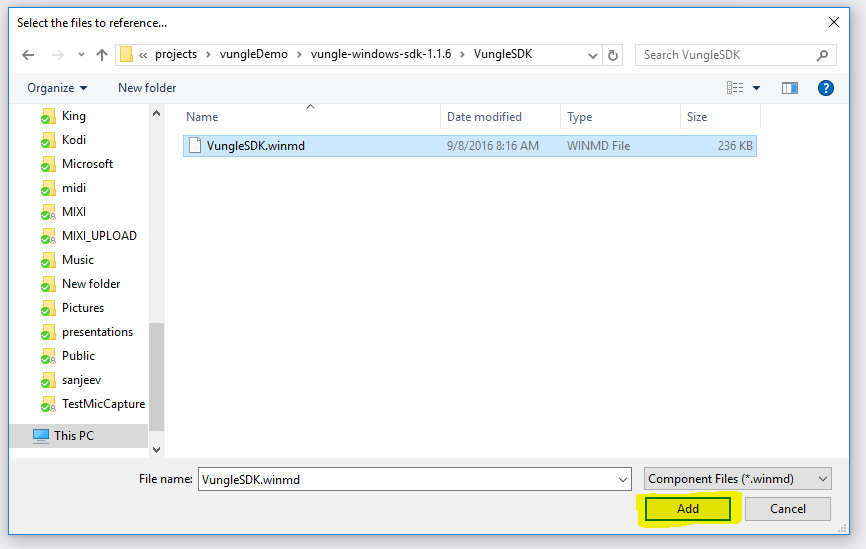 Select the files to reference...
« projects > vungleDemo > vungle-windows-sdk-1.1.6 > VungleSDK
Search VungleSDK
Organize
New folder
?
King
Kodi
Microsoft
midi
MIXI
MIXI_UPLOAD
Music
New folder
Pictures
presentations
Public
sanjeev
TestMicCapture
This PC
Name Date modified Type Size
VungleSDK.winmd 9/8/2016 8:16 AM WINMD File 236 KB
File name: VungleSDK.winmd Component Files (*.winmd)
Add Cancel